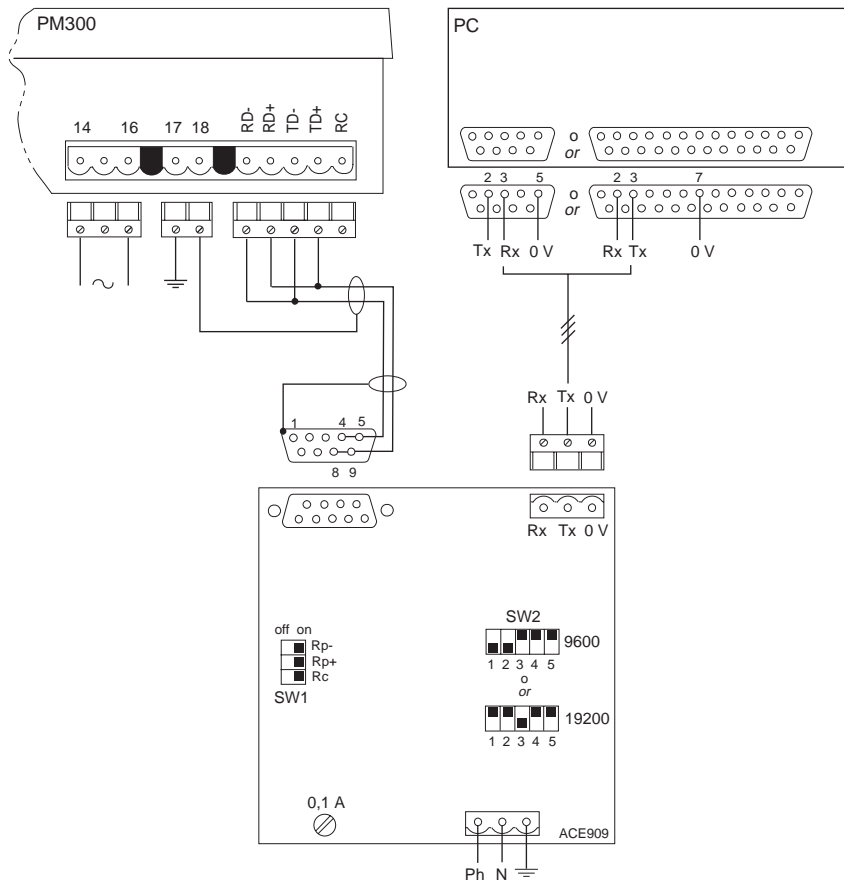 PM300
PC
14 16 17 18 RD- RD+ TD- TD+ RC
o
or
2 3 5 o 2 3 7
or
Tx Rx 0 V Rx Tx 0 V
Rx Tx 0 V
1 4 5
8 9
Rx Tx 0 V
SW2
off on
Rp-
Rp+
Rc
SW1
9600
1 2 3 4 5
o
or
19200
1 2 3 4 5
0,1 A
ACE909
Ph N